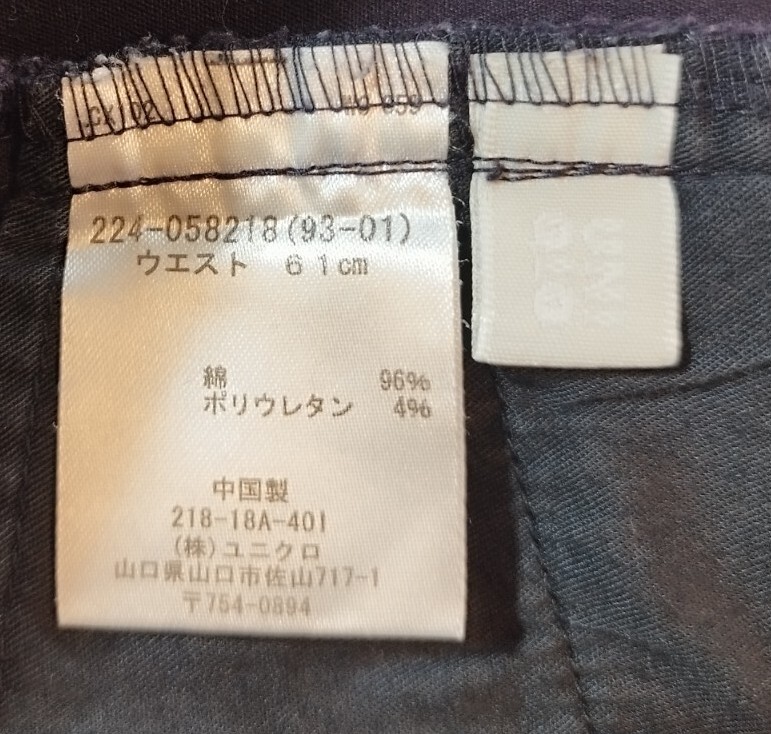 224-058218(93-01)
ウエスト 61cm
綿 96%
ポリウレタン 4%
中国製
218-18A-40I
(株)ユニクロ
山口県山口市佐山717-1
〒754-0894